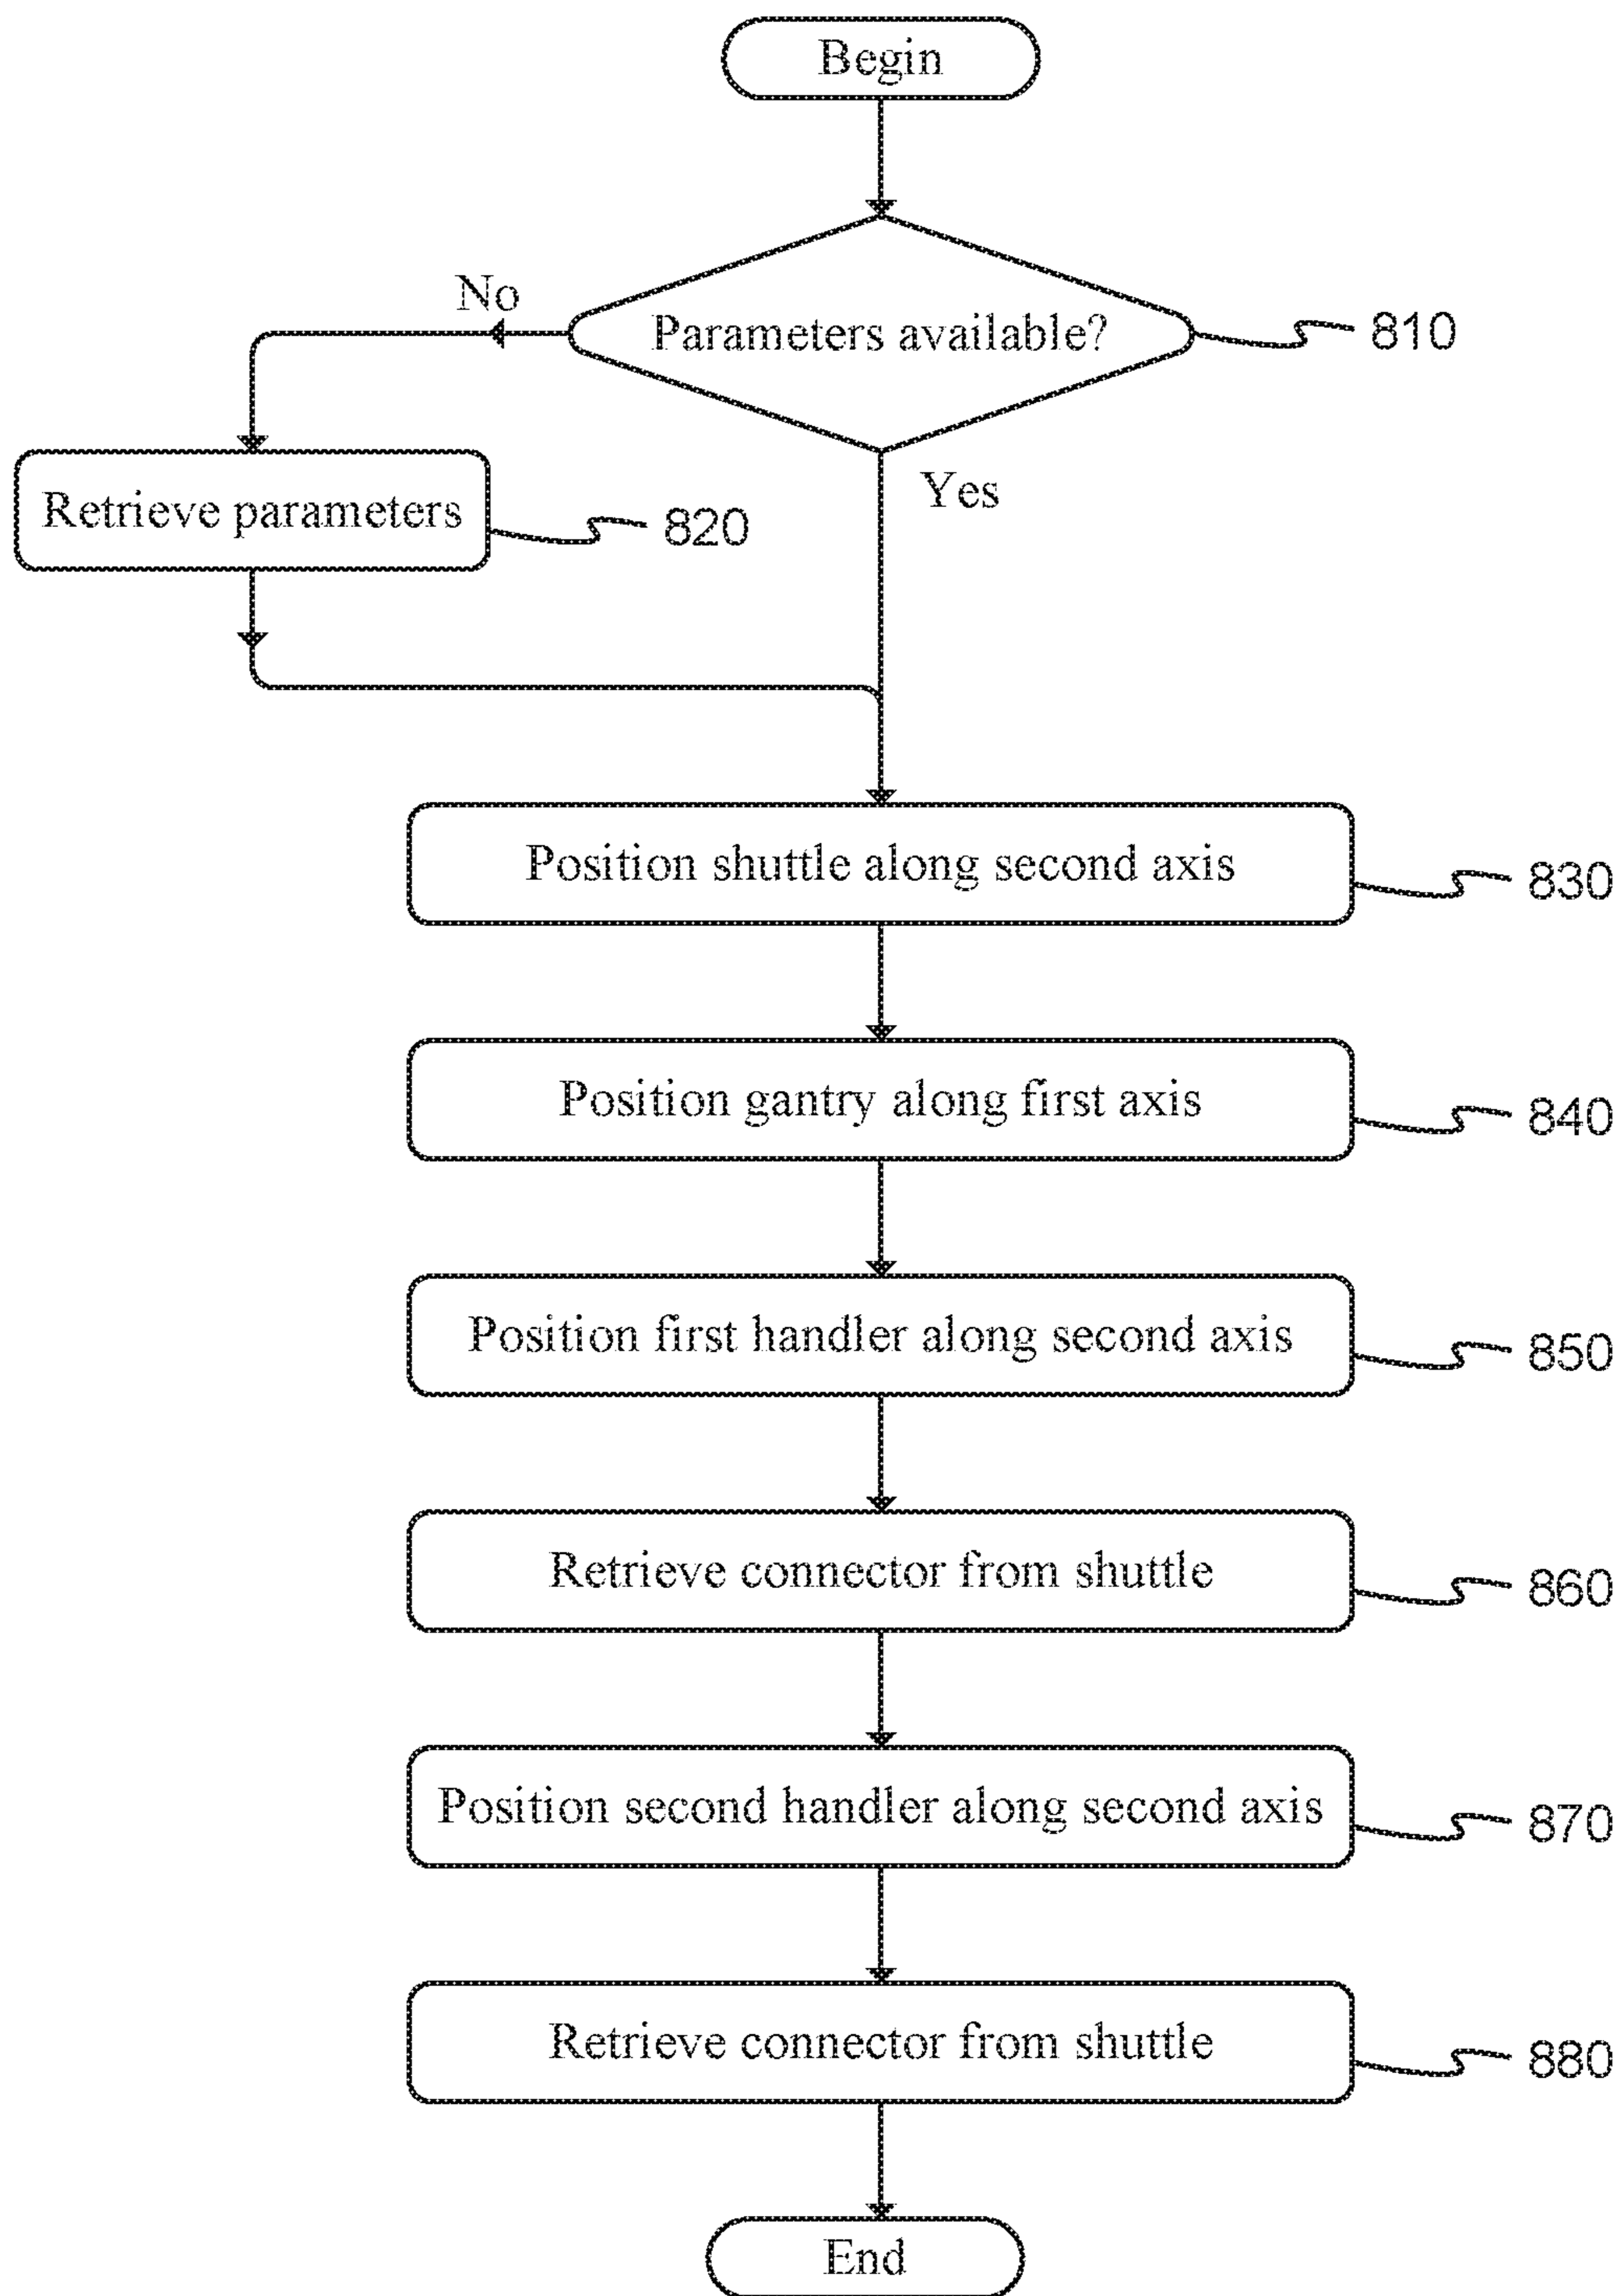 Begin
No
Parameters available?
810
Yes
Retrieve parameters
820
Position shuttle along second axis
830
Position gantry along first axis
840
Position first handler along second axis
850
Retrieve connector from shuttle
860
Position second handler along second axis
870
Retrieve connector from shuttle
880
End